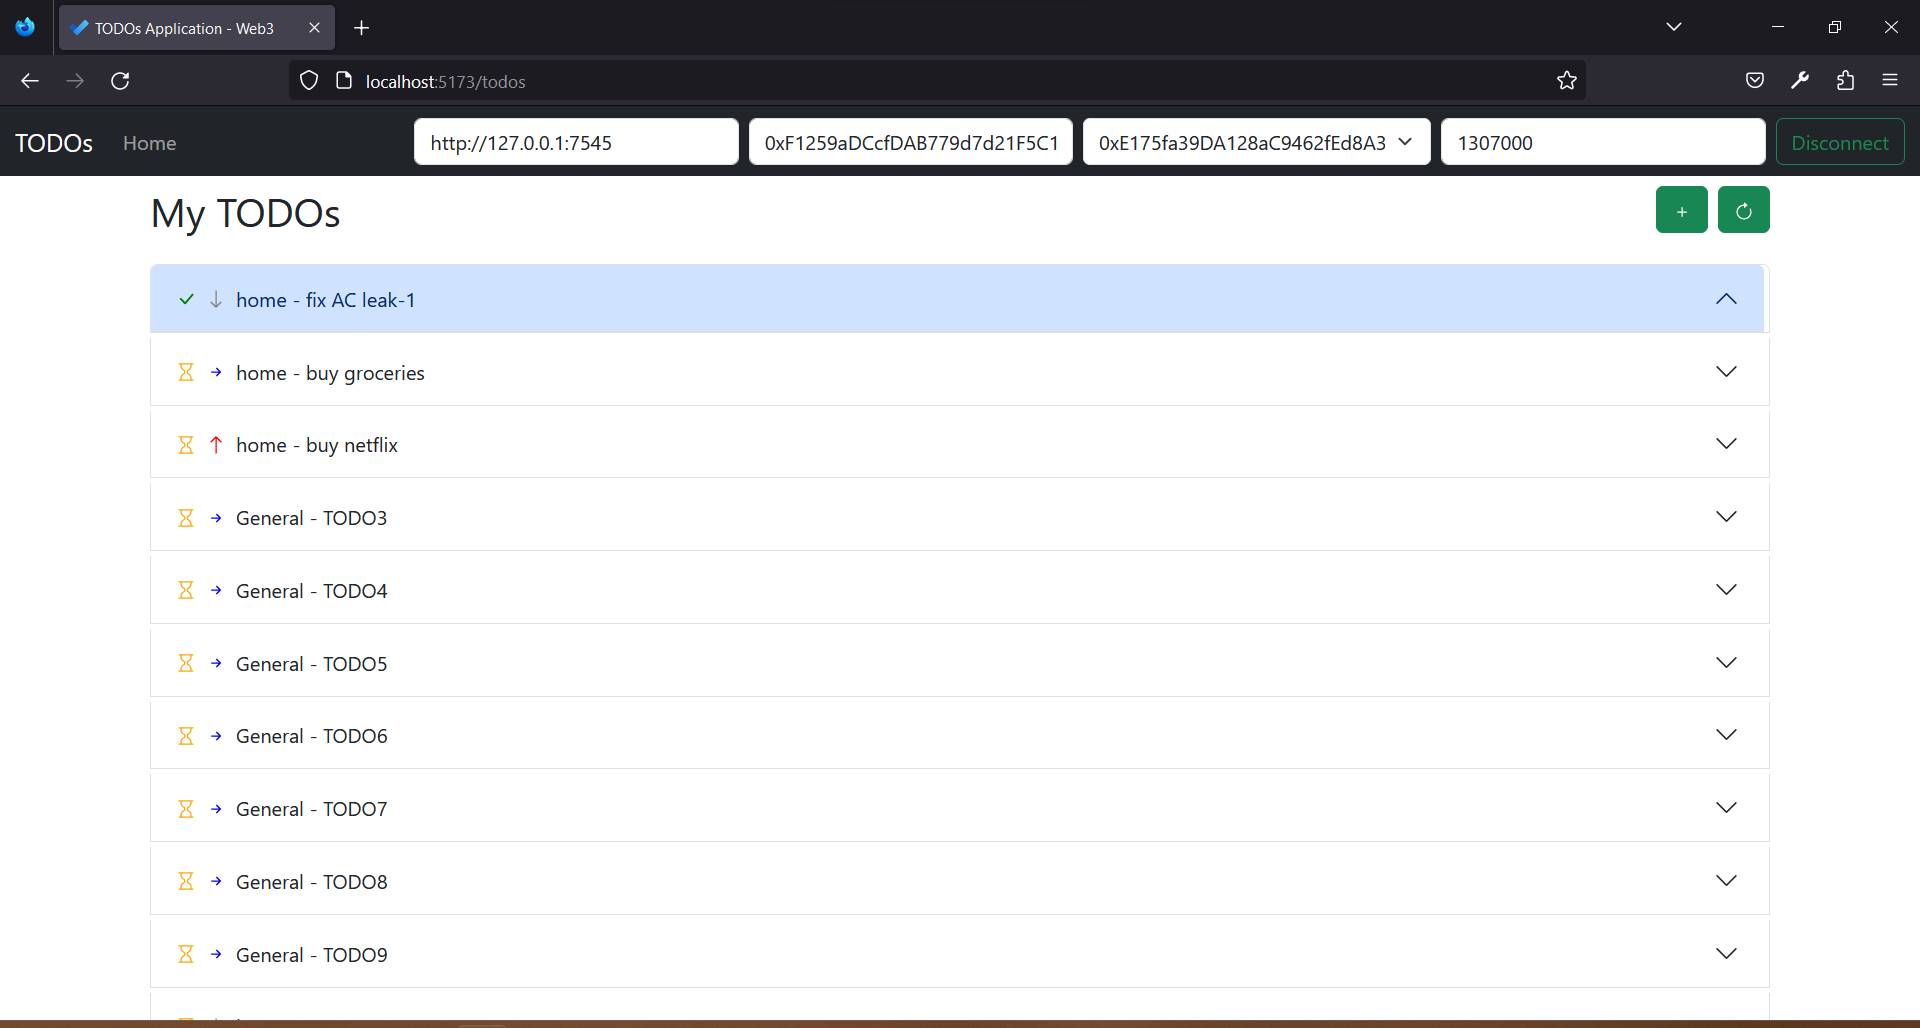 TODOs Application - Web3
localhost:5173/todos
TODOs Home http://127.0.0.1:7545 0xF1259aDCcfDAB779d7d21F5C1 0xE175fa39DA128aC9462fEd8A3 1307000 Disconnect
My TODOs
home - fix AC leak-1
home - buy groceries
home - buy netflix
General - TODO3
General - TODO4
General - TODO5
General - TODO6
General - TODO7
General - TODO8
General - TODO9